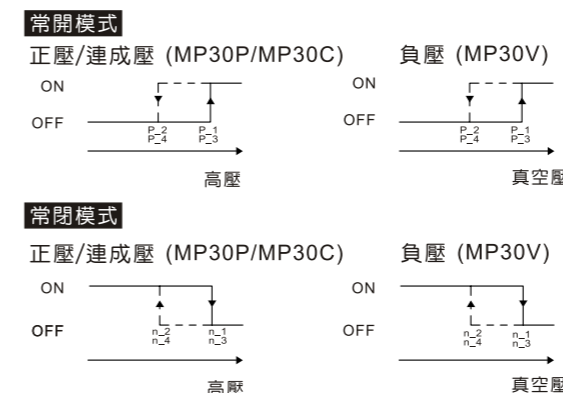 常開模式
正壓/連成壓 (MP30P/MP30C)
ON
OFF
P_2
P_4
P_1
P_3
高壓
負壓 (MP30V)
ON
OFF
P_2
P_4
P_1
P_3
真空壓
常閉模式
正壓/連成壓 (MP30P/MP30C)
ON
OFF
n_2
n_4
n_1
n_3
高壓
負壓 (MP30V)
ON
OFF
n_2
n_4
n_1
n_3
真空壓